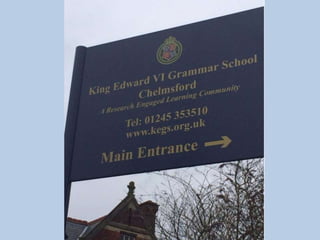 King Edward VI Grammar School
Chelmsford
A Research Engaged Learning Community
Tel: 01245 353510
www.kegs.org.uk
Main Entrance →